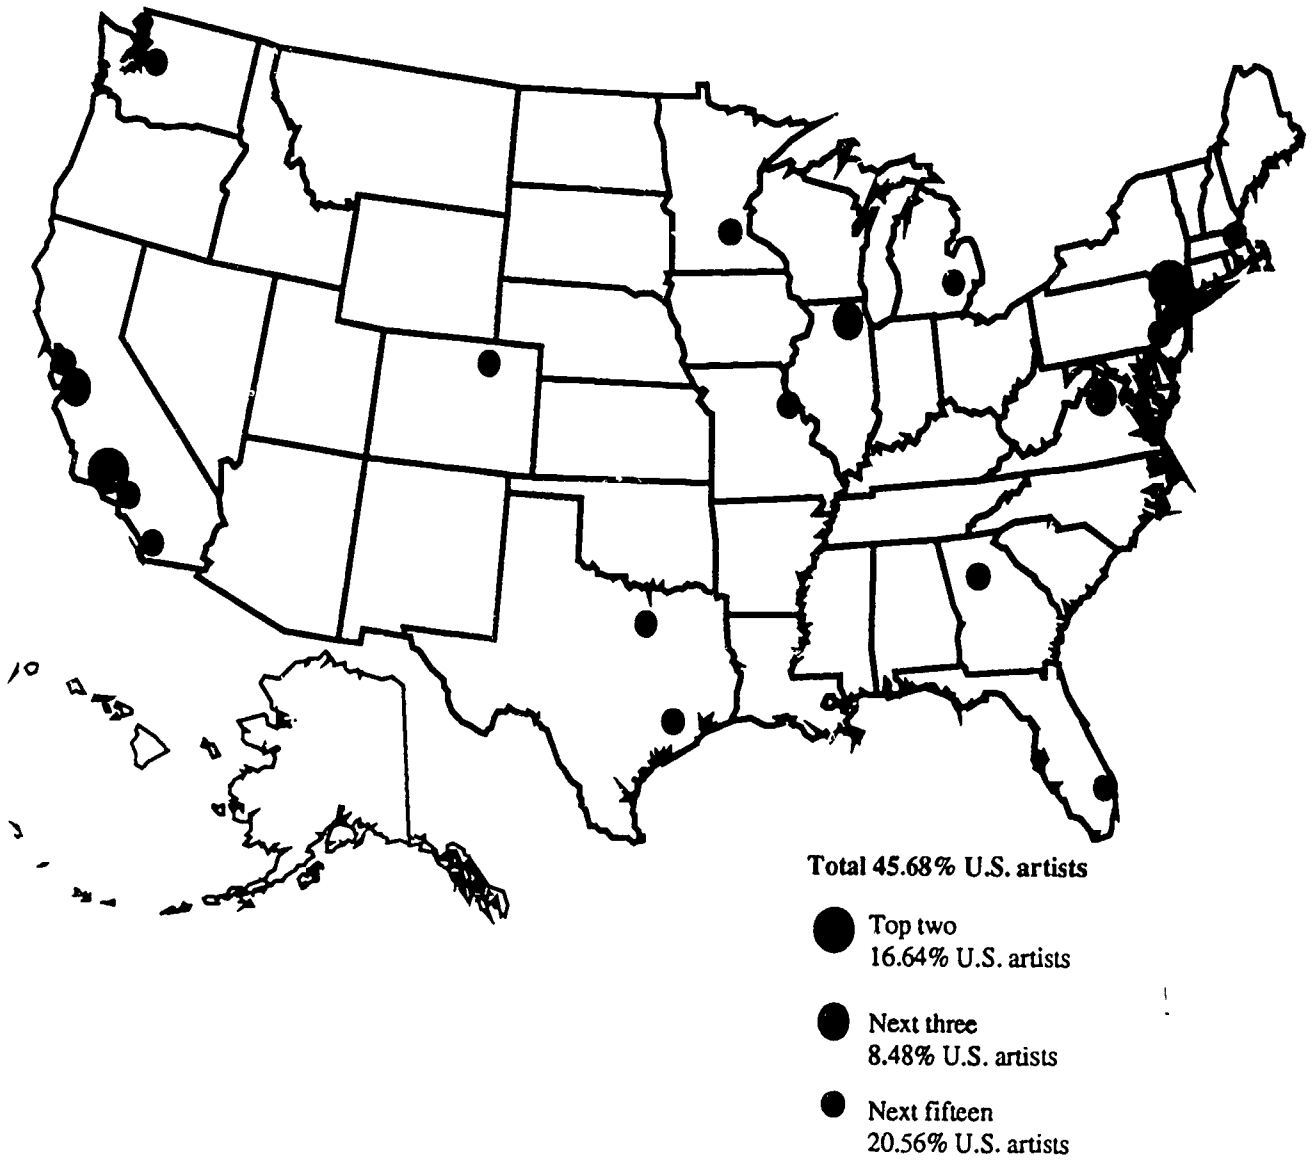 Total 45.68% U.S. artists
Top two
16.64% U.S. artists
Next three
8.48% U.S. artists
Next fifteen
20.56% U.S. artists